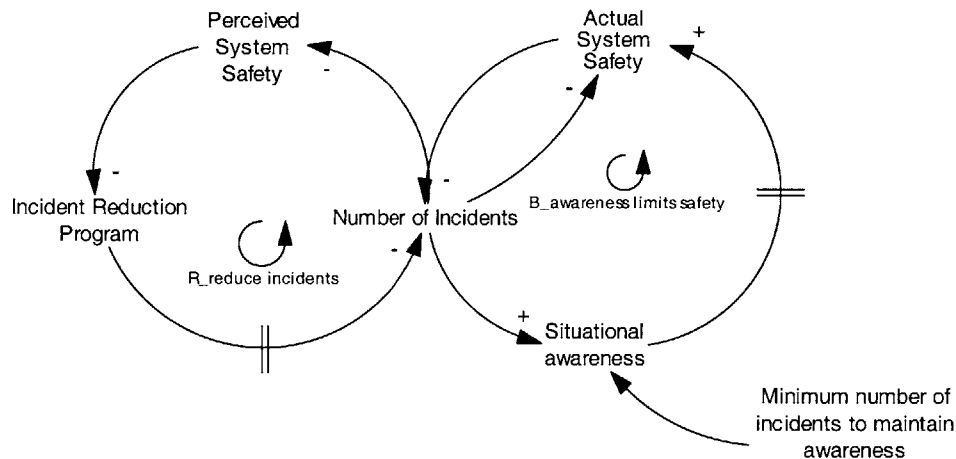 Perceived
System
Safety
-
-
Incident Reduction
Program
R_reduce incidents
Number of Incidents
-
-
Actual
System
Safety
+
-
B_awareness limits safety
+
Situational
awareness
Minimum number of
incidents to maintain
awareness